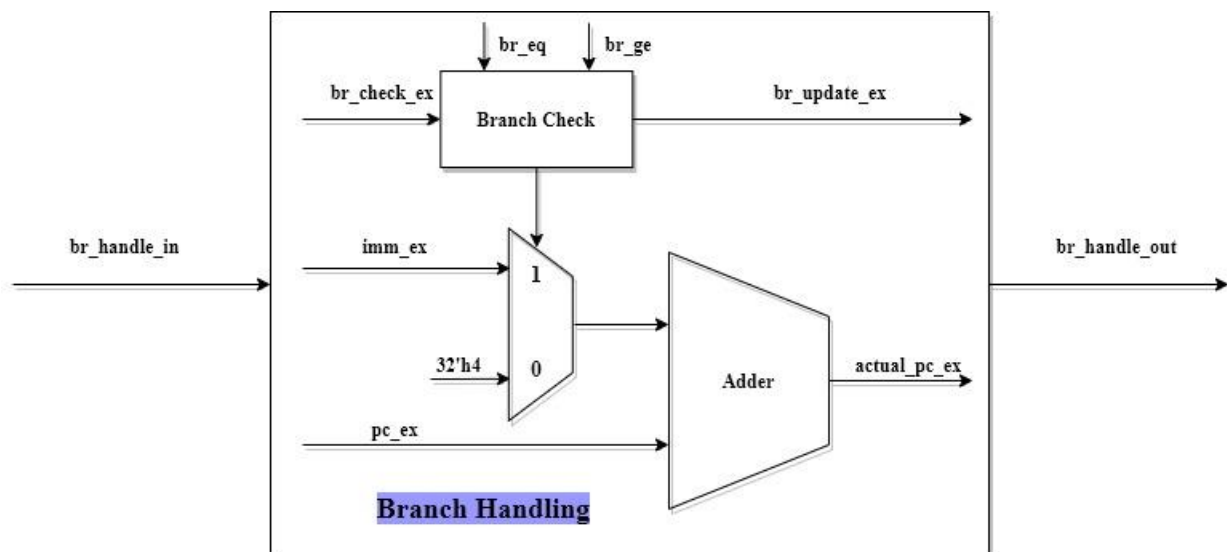 br_eq
br_ge
br_check_ex
br_update_ex
Branch Check
br_handle_in
imm_ex
br_handle_out
1
32'h4
0
actual_pc_ex
Adder
pc_ex
Branch Handling